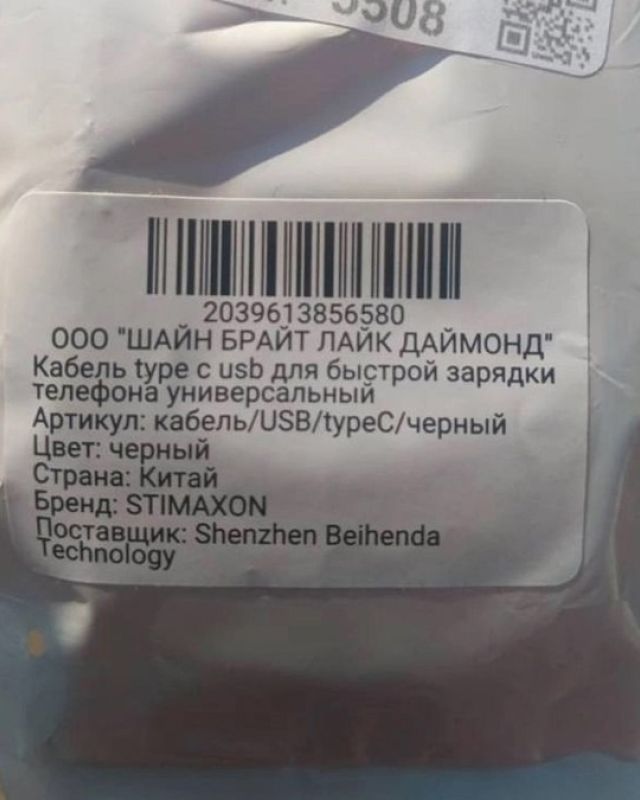 5508
2039613856580
ООО "ШАЙН БРАЙТ ЛАЙК ДАЙМОНД"
Кабель type c usb для быстрой зарядки
телефона универсальный
Артикул: кабель/USB/typeC/черный
Цвет: черный
Страна: Китай
Бренд: STIMAXON
Поставщик: Shenzhen Beihenda
Technology